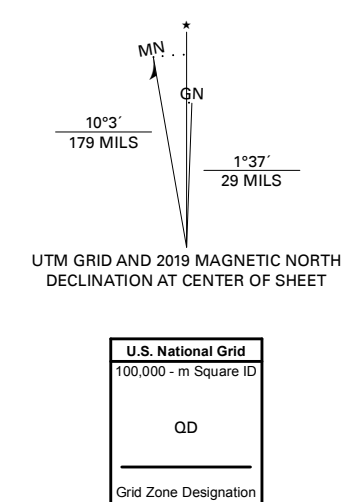 ★
MN
GN
10°3´
179 MILS
1°37´
29 MILS
UTM GRID AND 2019 MAGNETIC NORTH
DECLINATION AT CENTER OF SHEET
U.S. National Grid
100,000 - m Square ID
QD
Grid Zone Designation